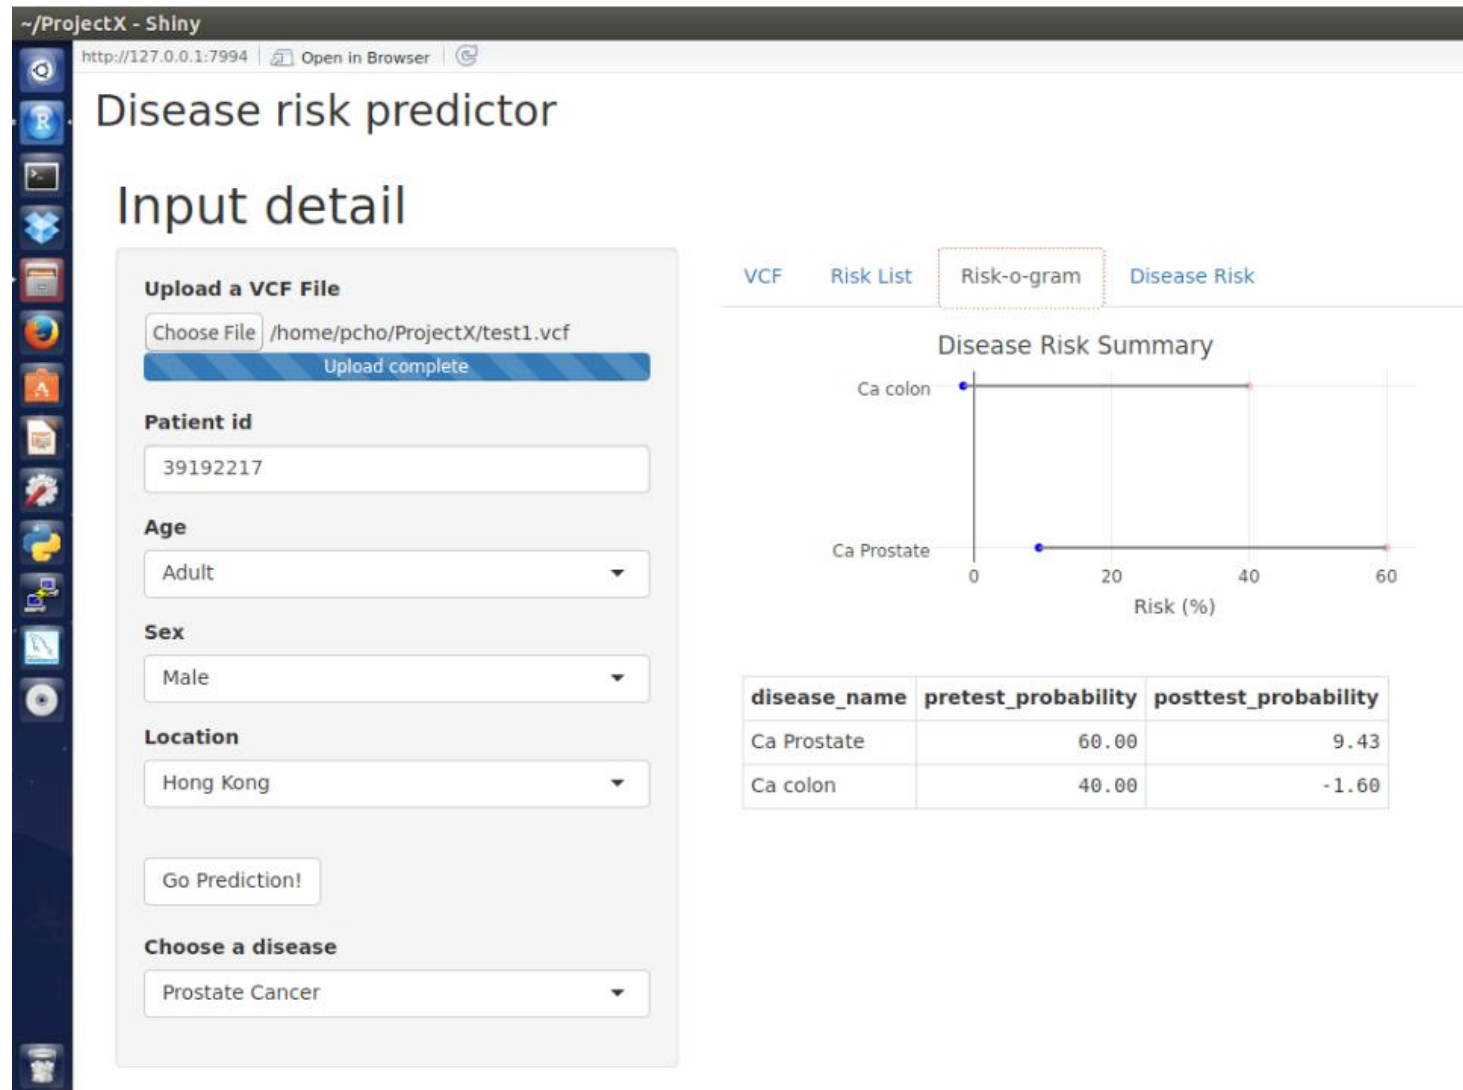 ~/ProjectX - Shiny
http://127.0.0.1:7994 Open in Browser
Disease risk predictor
Input detail
Upload a VCF File
Choose File /home/pcho/ProjectX/test1.vcf
Upload complete
Patient id
39192217
Age
Adult
Sex
Male
Location
Hong Kong
Go Prediction!
Choose a disease
Prostate Cancer
VCF Risk List Risk-o-gram Disease Risk
Disease Risk Summary
Ca colon
Ca Prostate
0 20 40 60
Risk (%)
disease_name pretest_probability posttest_probability
Ca Prostate 60.00 9.43
Ca colon 40.00 -1.60